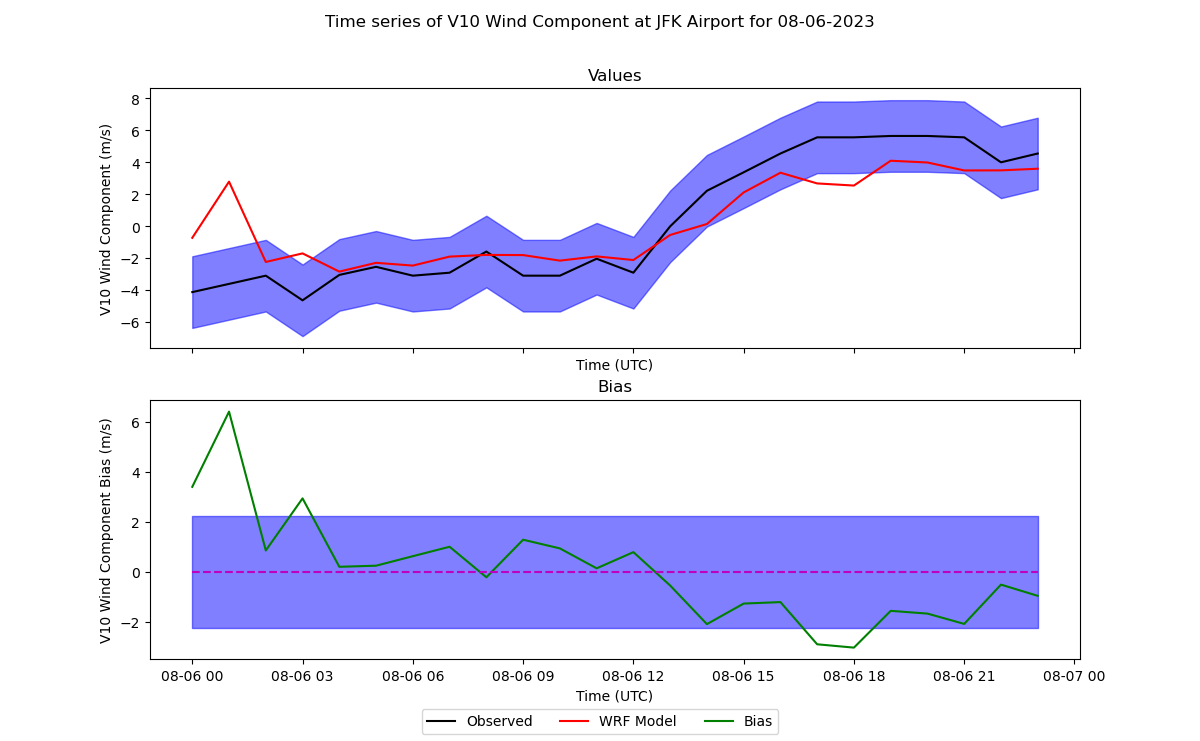 Time series of V10 Wind Component at JFK Airport for 08-06-2023
Values
V10 Wind Component (m/s)
8
6
4
2
0
−2
−4
−6
Time (UTC)
Bias
V10 Wind Component Bias (m/s)
6
4
2
0
−2
08-06 00 08-06 03 08-06 06 08-06 09 08-06 12 08-06 15 08-06 18 08-06 21 08-07 00
Time (UTC)
Observed WRF Model Bias